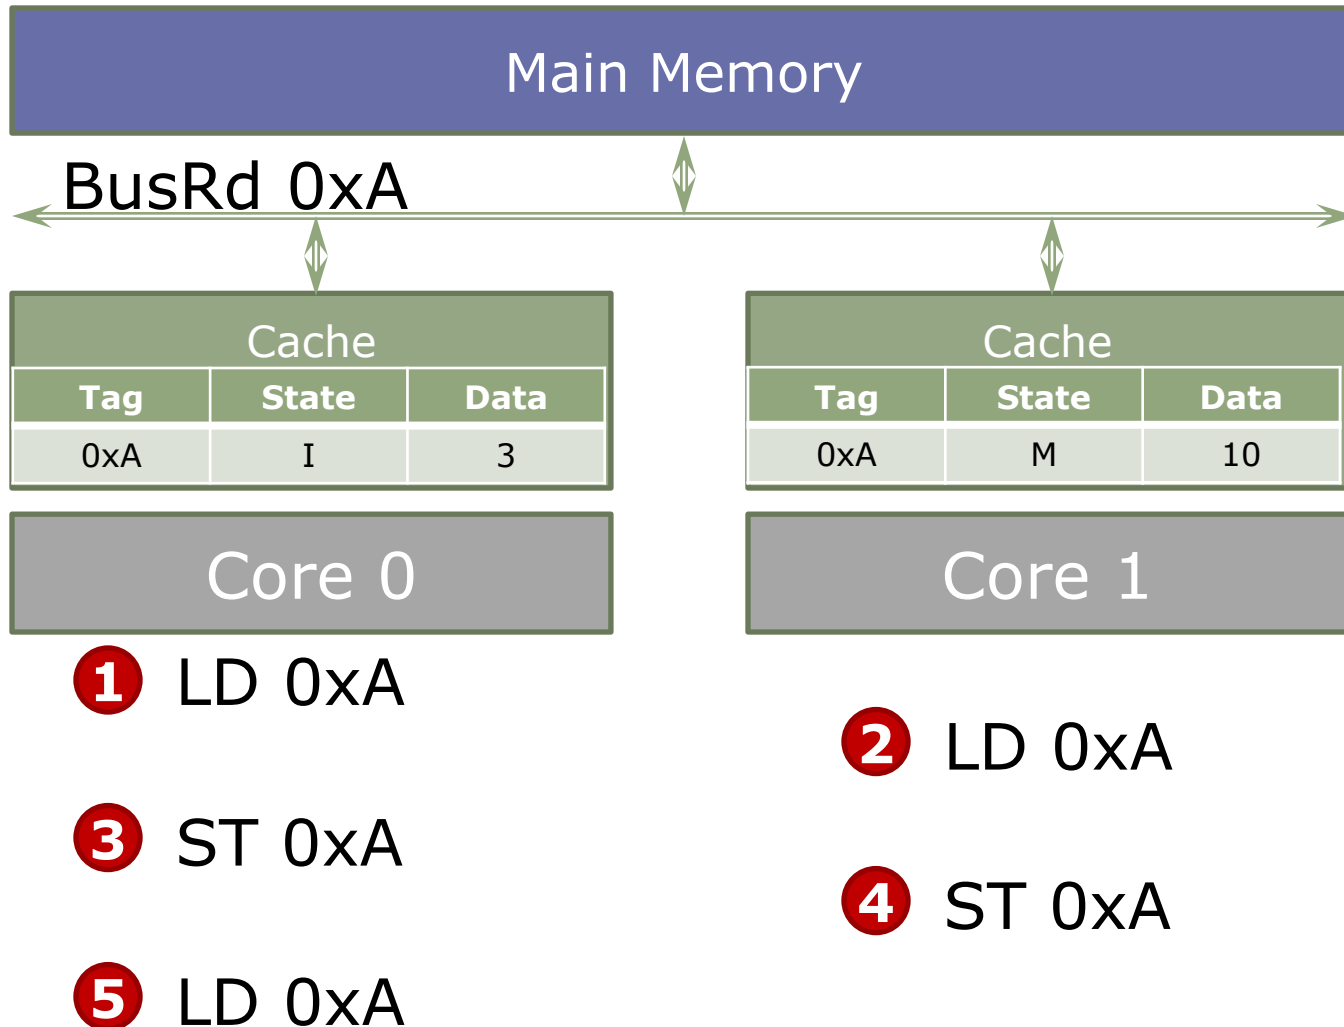 Main Memory
BusRd 0xA
Cache
Tag State Data
0xA I 3
Cache
Tag State Data
0xA M 10
Core 0
Core 1
1 LD 0xA
2 LD 0xA
3 ST 0xA
4 ST 0xA
5 LD 0xA